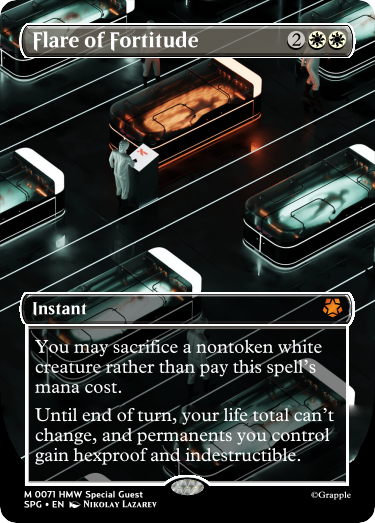 Flare of Fortitude 2
Instant
You may sacrifice a nontoken white
creature rather than pay this spell's
mana cost.
Until end of turn, your life total can't
change, and permanents you control
gain hexproof and indestructible.
M 0071 HMW Special Guest
SPG • EN Nikolay Lazarev
©Grapple